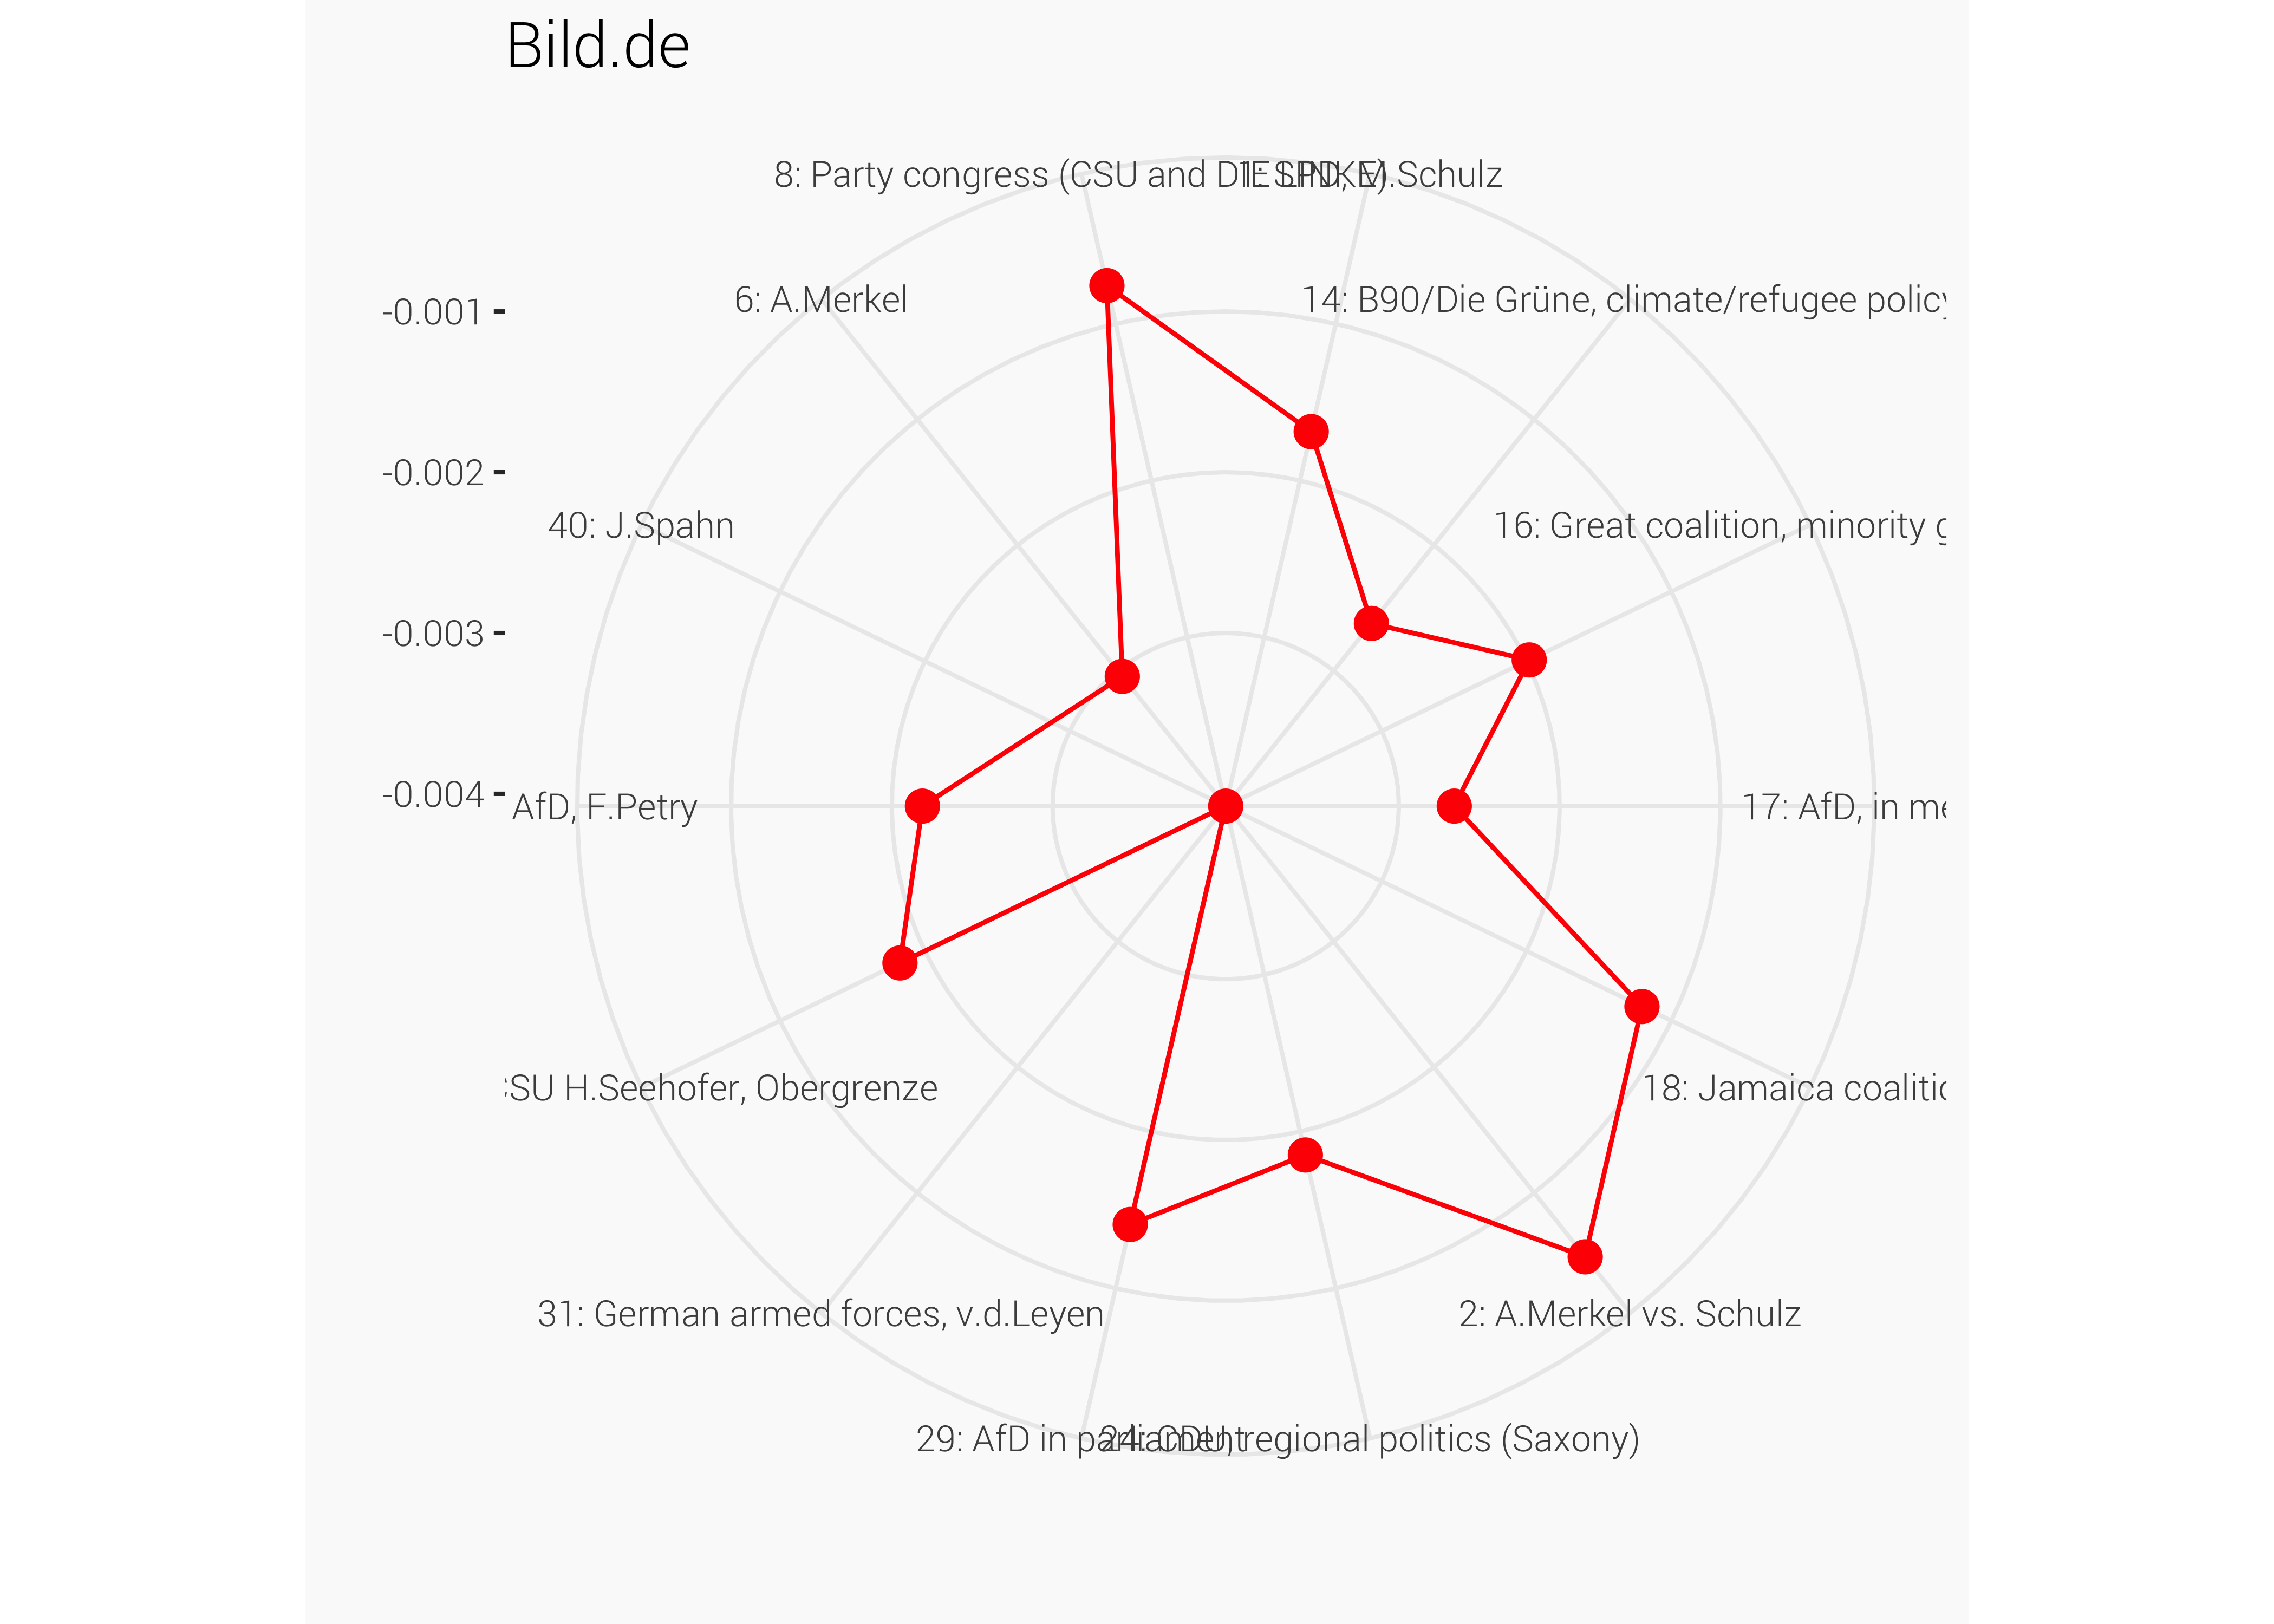 Bild.de
8: Party congress (CSU and DIE LINKE)
1: SPD, M.Schulz
6: A.Merkel
14: B90/Die Grüne, climate/refugee policy
-0.001
-0.002
40: J.Spahn
16: Great coalition, minority g
-0.003
-0.004
AfD, F.Petry
17: AfD, in me
SU H.Seehofer, Obergrenze
18: Jamaica coalitio
31: German armed forces, v.d.Leyen
2: A.Merkel vs. Schulz
29: AfD in parliament
24: CDU, regional politics (Saxony)